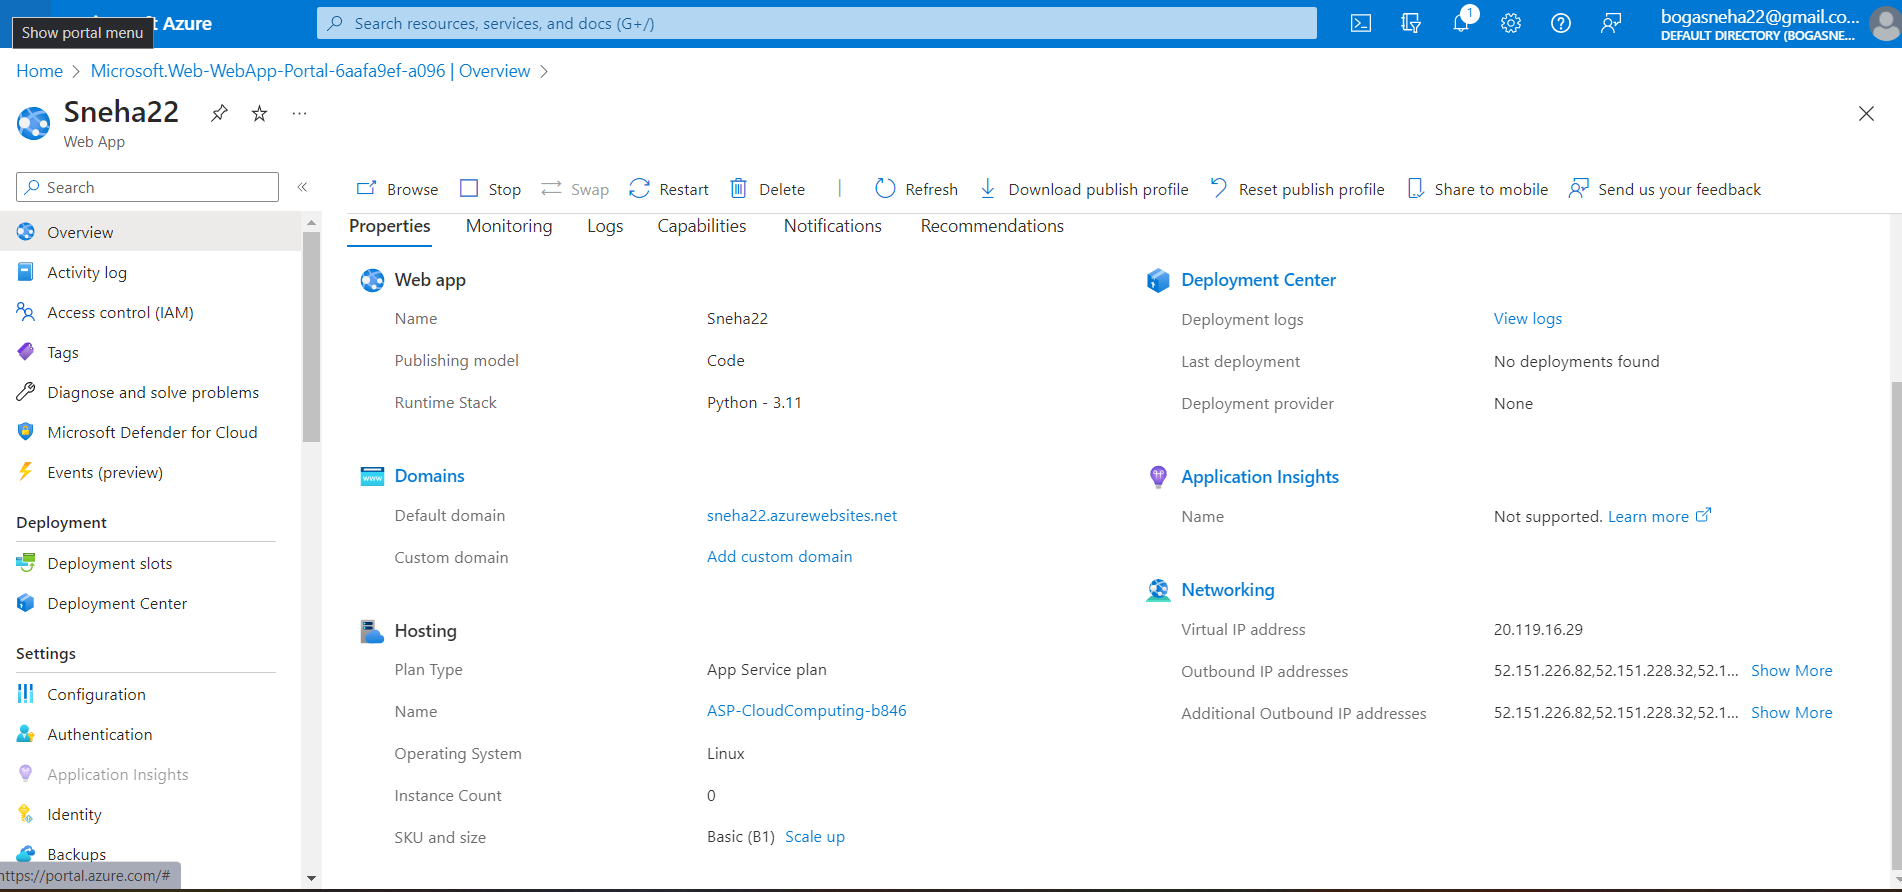 t Azure
Show portal menu
Search resources, services, and docs (G+/)
1
bogasneha22@gmail.co...
DEFAULT DIRECTORY (BOGASNE...
Home > Microsoft.Web-WebApp-Portal-6aafa9ef-a096 | Overview >
Sneha22
...
Web App
Search
«
Browse Stop Swap Restart Delete | Refresh Download publish profile Reset publish profile Share to mobile Send us your feedback
Overview
Activity log
Access control (IAM)
Tags
Diagnose and solve problems
Microsoft Defender for Cloud
Events (preview)
Deployment
Deployment slots
Deployment Center
Settings
Configuration
Authentication
Application Insights
Identity
Backups
https://portal.azure.com/#
Properties Monitoring Logs Capabilities Notifications Recommendations
Web app
Name Sneha22
Publishing model Code
Runtime Stack Python - 3.11
Domains
Default domain sneha22.azurewebsites.net
Custom domain Add custom domain
Hosting
Plan Type App Service plan
Name ASP-CloudComputing-b846
Operating System Linux
Instance Count 0
SKU and size Basic (B1) Scale up
Deployment Center
Deployment logs View logs
Last deployment No deployments found
Deployment provider None
Application Insights
Name Not supported. Learn more
Networking
Virtual IP address 20.119.16.29
Outbound IP addresses 52.151.226.82,52.151.228.32,52.1... Show More
Additional Outbound IP addresses 52.151.226.82,52.151.228.32,52.1... Show More